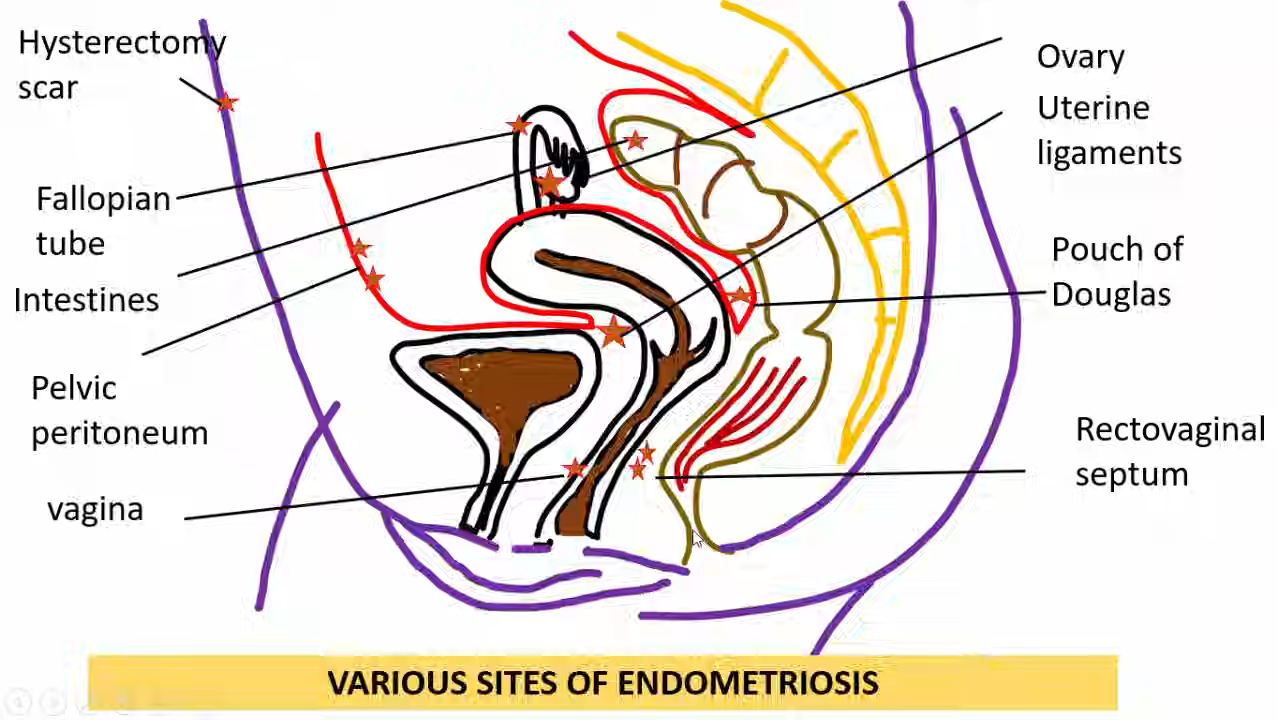 Hysterectomy
scar
Fallopian
tube
Intestines
Pelvic
peritoneum
vagina
Ovary
Uterine
ligaments
Pouch of
Douglas
Rectovaginal
septum
VARIOUS SITES OF ENDOMETRIOSIS